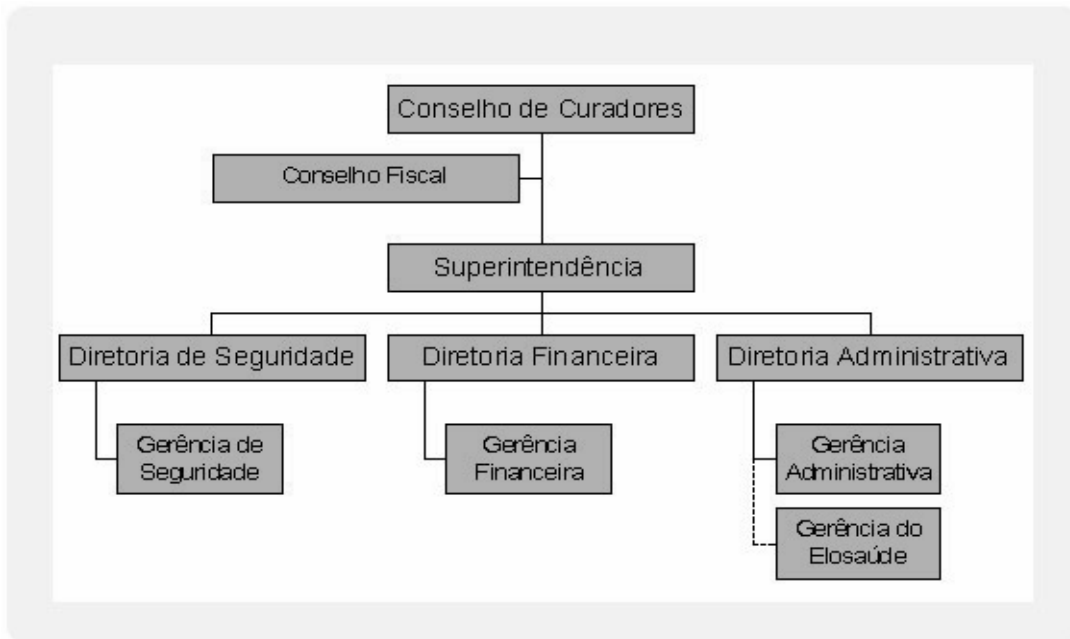 Conselho de Curadores
Conselho Fiscal
Superintendência
Diretoria de Seguridade
Diretoria Financeira
Diretoria Administrativa
Gerência de
Seguridade
Gerência
Financeira
Gerência
Administrativa
Gerência do
Elosaúde